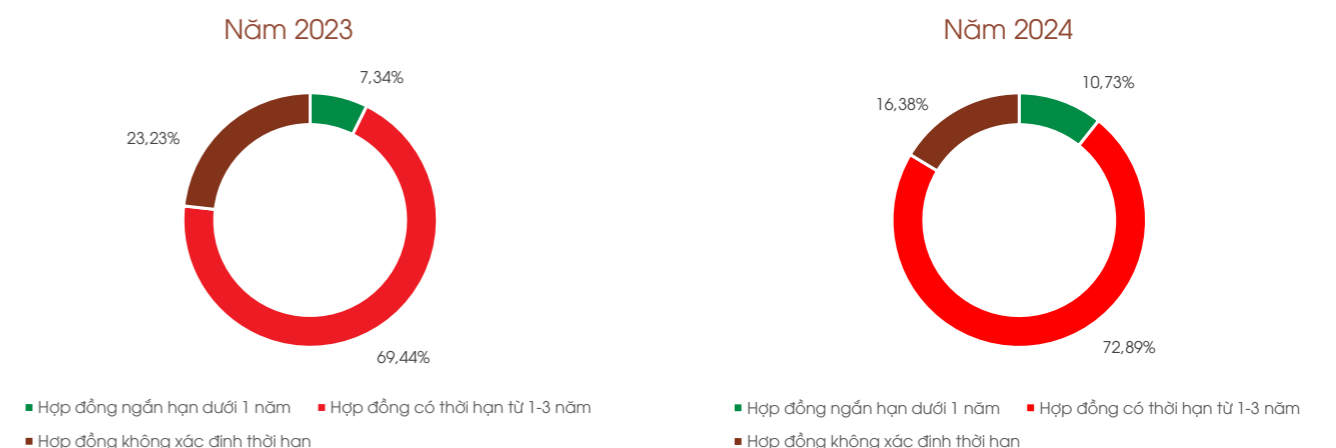 Năm 2023
7,34%
23,23%
69,44%
Hợp đồng ngắn hạn dưới 1 năm
Hợp đồng có thời hạn từ 1-3 năm
Hợp đồng không xác định thời hạn
Năm 2024
10,73%
16,38%
72,89%
Hợp đồng ngắn hạn dưới 1 năm
Hợp đồng có thời hạn từ 1-3 năm
Hợp đồng không xác định thời hạn